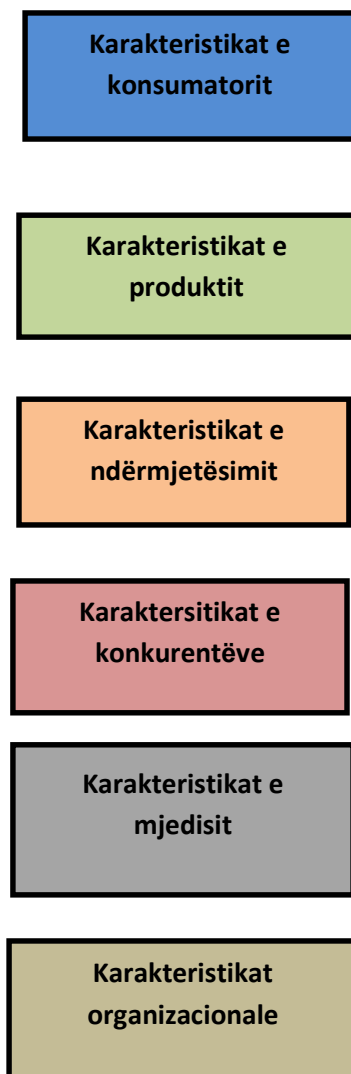 Karakteristikat e
konsumatorit
Karakteristikat e
produktit
Karakteristikat e
ndërmjetësimit
Karaktersitikat e
konkurentëve
Karakteristikat e
mjedisit
Karakteristikat
organizacionale